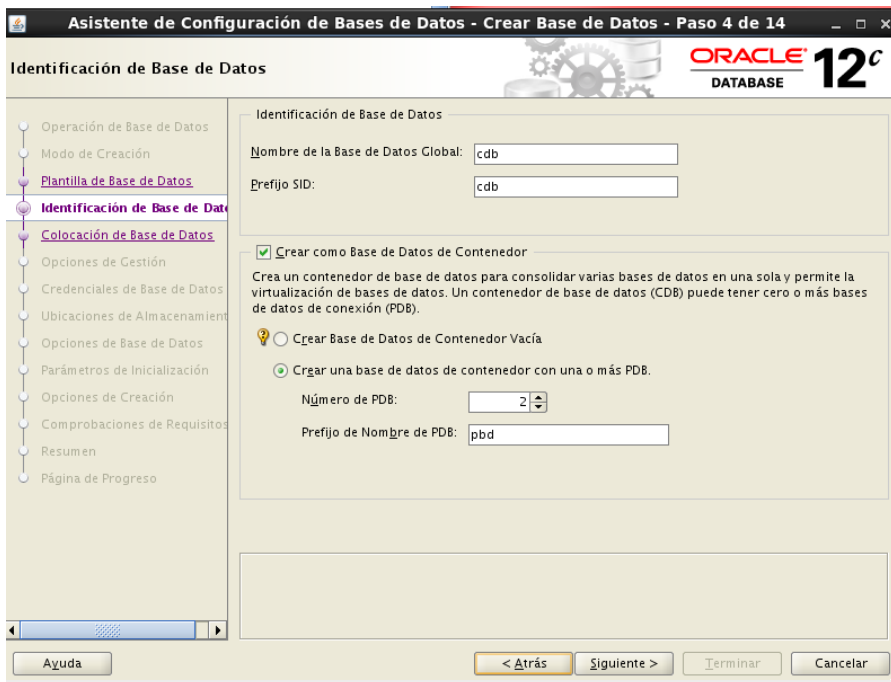 Asistente de Configuración de Bases de Datos - Crear Base de Datos - Paso 4 de 14
Identificación de Base de Datos
ORACLE
DATABASE
12c
Operación de Base de Datos
Modo de Creación
Plantilla de Base de Datos
Identificación de Base de Dato
Colocación de Base de Datos
Opciones de Gestión
Credenciales de Base de Datos
Ubicaciones de Almacenamient
Opciones de Base de Datos
Parámetros de Inicialización
Opciones de Creación
Comprobaciones de Requisitos
Resumen
Página de Progreso
Identificación de Base de Datos
Nombre de la Base de Datos Global: cdb
Prefijo SID: cdb
Crear como Base de Datos de Contenedor
Crea un contenedor de base de datos para consolidar varias bases de datos en una sola y permite la
virtualización de bases de datos. Un contenedor de base de datos (CDB) puede tener cero o más bases
de datos de conexión (PDB).
Crear Base de Datos de Contenedor Vacía
Crear una base de datos de contenedor con una o más PDB.
Número de PDB: 2
Prefijo de Nombre de PDB: pbd
Ayuda
< Atrás
Siguiente >
Terminar
Cancelar